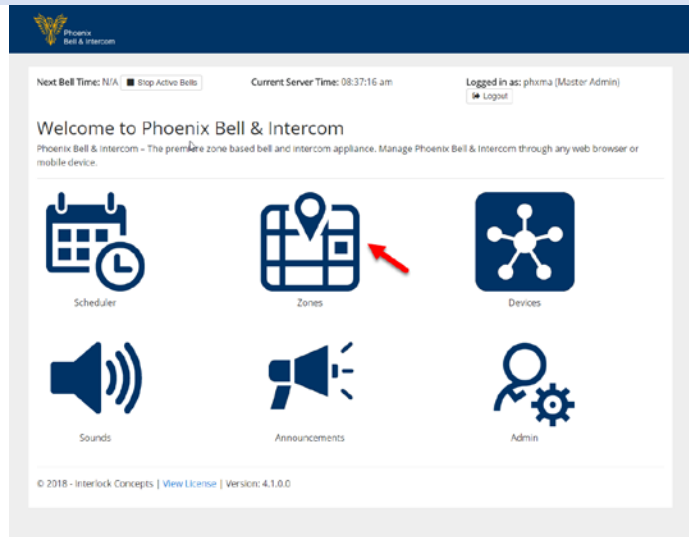 Phoenix
Bell & Intercom
Next Bell Time: N/A Stop Active Bells Current Server Time: 08:37:16 am Logged in as: phxma (Master Admin)
Logout
Welcome to Phoenix Bell & Intercom
Phoenix Bell & Intercom – The premiere zone based bell and intercom appliance. Manage Phoenix Bell & Intercom through any web browser or
mobile device.
Scheduler Zones Devices
Sounds Announcements Admin
© 2018 - Interlock Concepts | View License | Version: 4.1.0.0